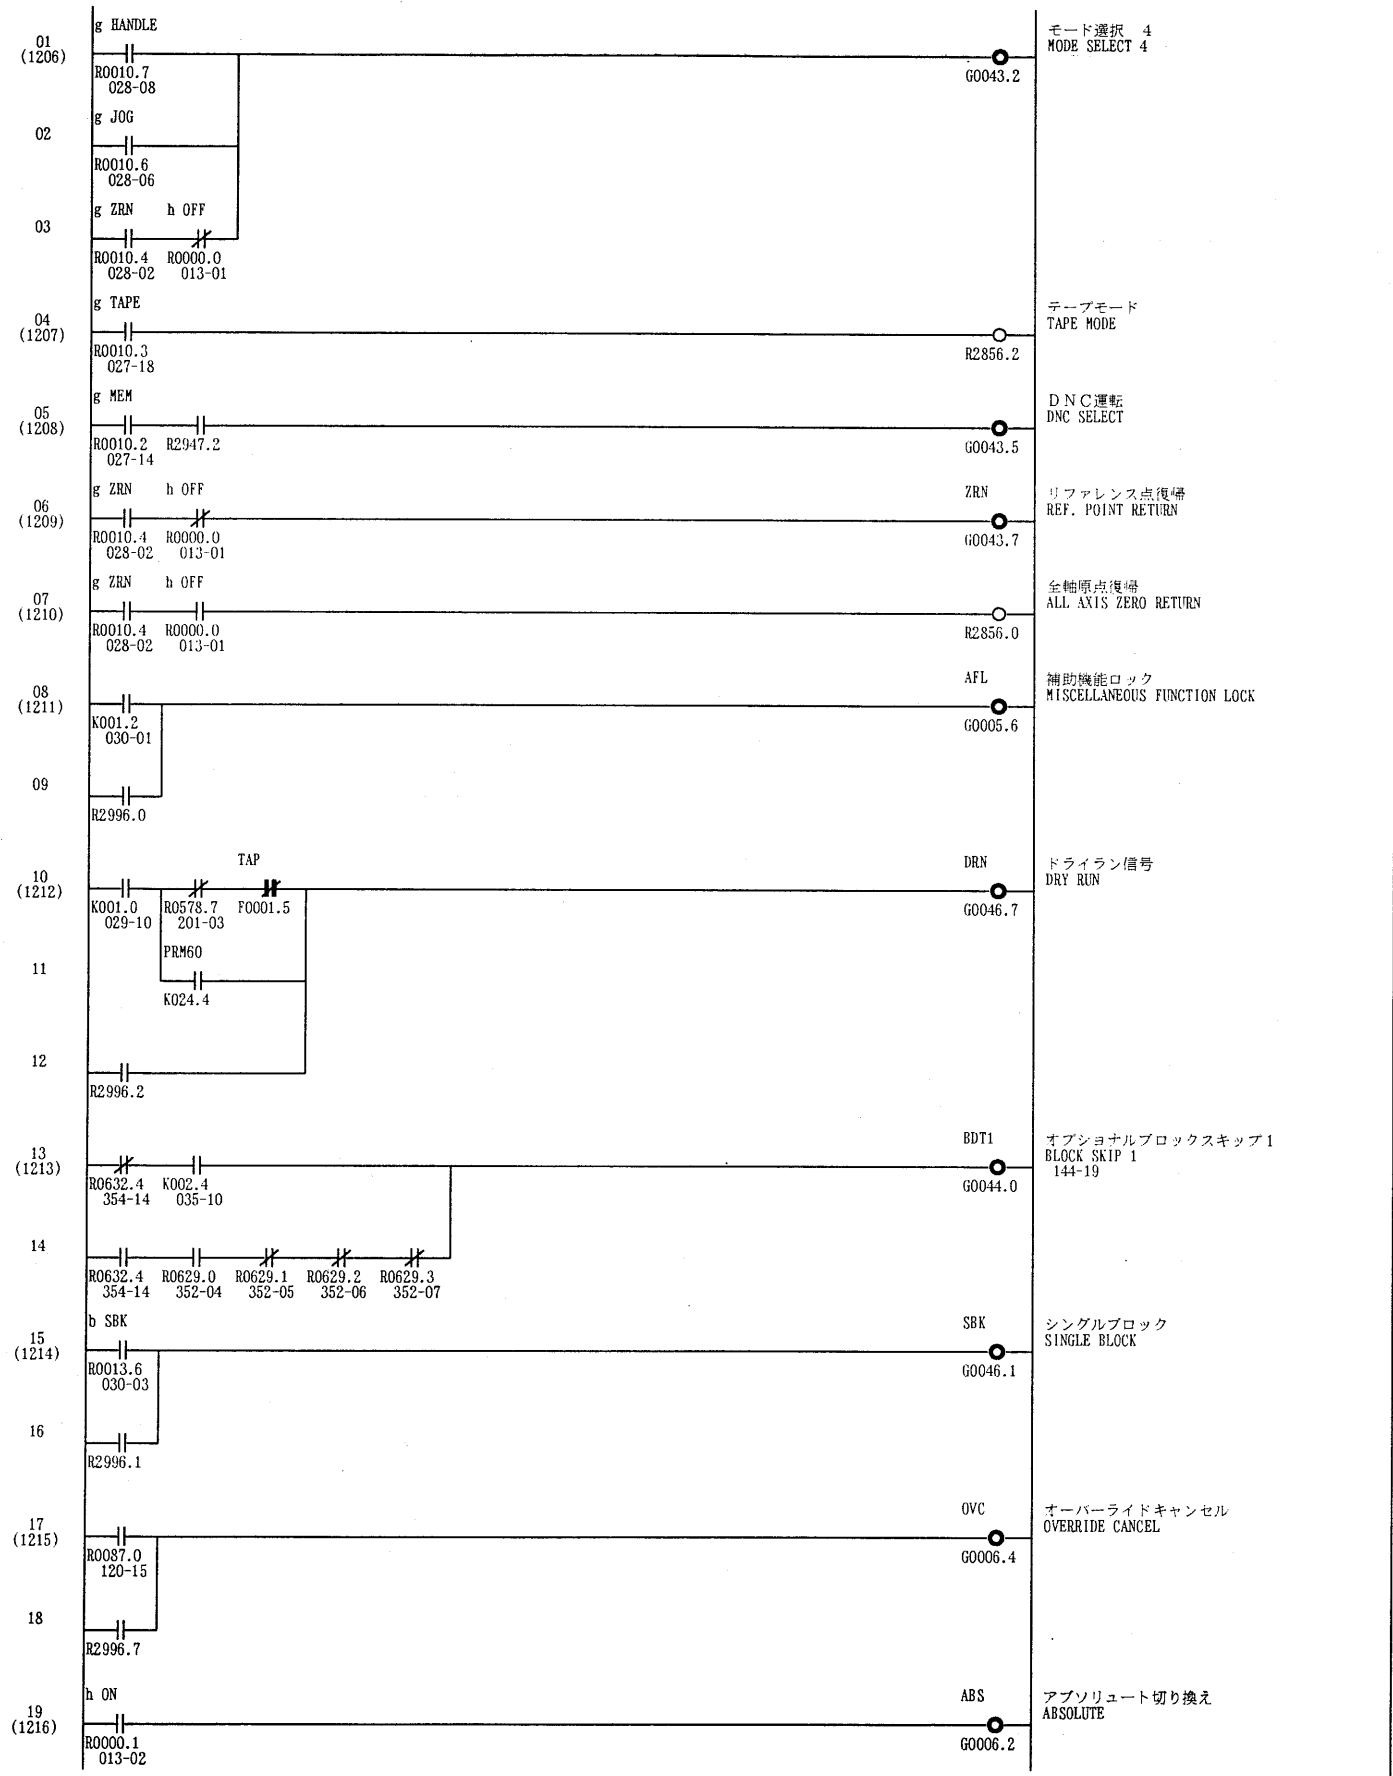 g HANDLE
01
(1206)
R0010.7
028-08
G0043.2
モード選択 4
MODE SELECT 4
g JOG
02
R0010.6
028-06
g ZRN h OFF
03
R0010.4 R0000.0
028-02 013-01
g TAPE
04
(1207)
R0010.3
027-18
R2856.2
テープモード
TAPE MODE
g MEM
05
(1208)
R0010.2 R2947.2
027-14
G0043.5
DNC運転
DNC SELECT
g ZRN h OFF
06
(1209)
R0010.4 R0000.0
028-02 013-01
ZRN
G0043.7
リファレンス点復帰
REF. POINT RETURN
g ZRN h OFF
07
(1210)
R0010.4 R0000.0
028-02 013-01
R2856.0
全軸原点復帰
ALL AXIS ZERO RETURN
08
(1211)
K001.2
030-01
AFL
G0005.6
補助機能ロック
MISCELLANEOUS FUNCTION LOCK
09
R2996.0
TAP
10
(1212)
K001.0 R0578.7 F0001.5
029-10 201-03
DRN
G0046.7
ドライラン信号
DRY RUN
PRM60
11
K024.4
12
R2996.2
13
(1213)
R0632.4 K002.4
354-14 035-10
BDT1
G0044.0
オプショナルブロックスキップ1
BLOCK SKIP 1
144-19
14
R0632.4 R0629.0 R0629.1 R0629.2 R0629.3
354-14 352-04 352-05 352-06 352-07
b SBK
15
(1214)
R0013.6
030-03
SBK
G0046.1
シングルブロック
SINGLE BLOCK
16
R2996.1
17
(1215)
R0087.0
120-15
OVC
G0006.4
オーバーライドキャンセル
OVERRIDE CANCEL
18
R2996.7
h ON
19
(1216)
R0000.1
013-02
ABS
G0006.2
アブソリュート切り換え
ABSOLUTE